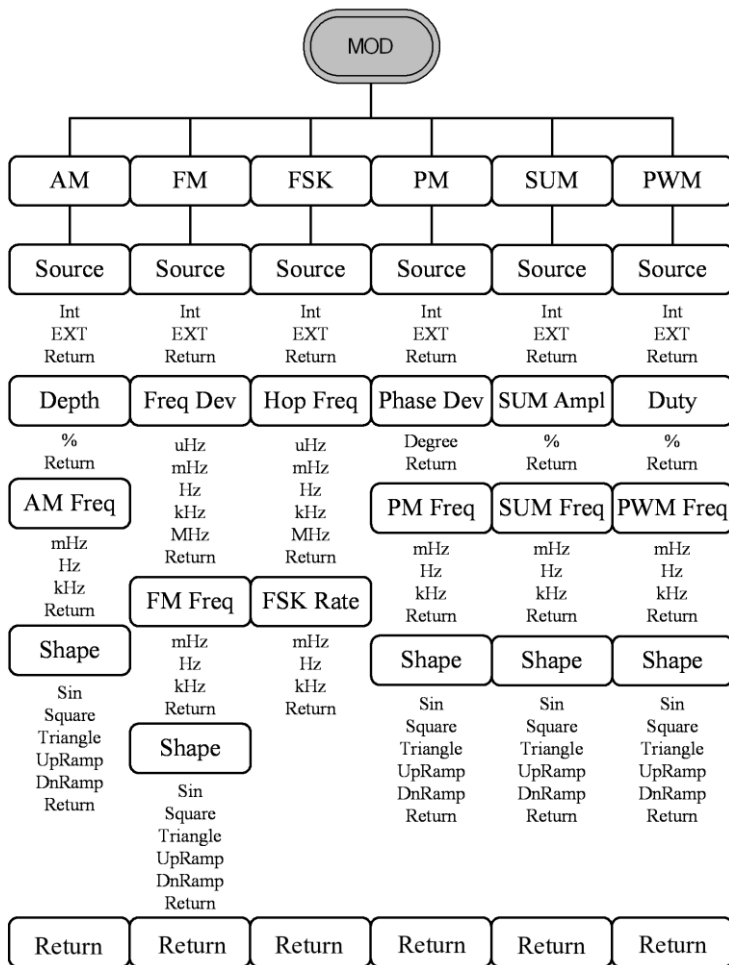 MOD
AM FM FSK PM SUM PWM
Source Source Source Source Source Source
Int Int Int Int Int Int
EXT EXT EXT EXT EXT EXT
Return Return Return Return Return Return
Depth Freq Dev Hop Freq Phase Dev SUM Ampl Duty
% uHz uHz Degree % %
Return mHz mHz Return Return Return
AM Freq Hz Hz PM Freq SUM Freq PWM Freq
mHz kHz kHz mHz mHz mHz
Hz MHz MHz Hz Hz Hz
kHz Return Return kHz kHz kHz
Return FM Freq FSK Rate Return Return Return
Shape mHz mHz Shape Shape Shape
Sin Hz Hz Sin Sin Sin
Square kHz kHz Square Square Square
Triangle Return Return Triangle Triangle Triangle
UpRamp Shape UpRamp UpRamp UpRamp
DnRamp Sin DnRamp DnRamp DnRamp
Return Square Return Return Return
Triangle
UpRamp
DnRamp
Return
Return Return Return Return Return Return